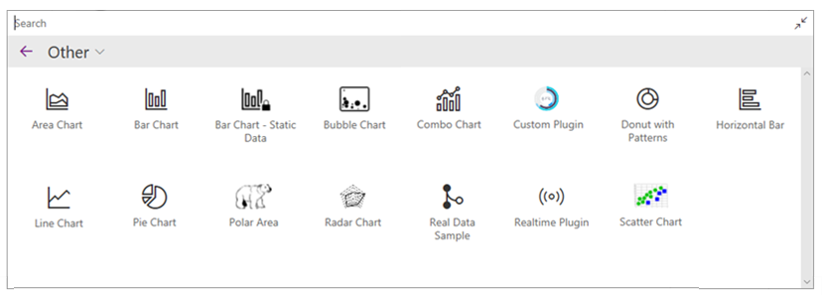 Search
Other
Area Chart
Bar Chart
Bar Chart - Static
Data
Bubble Chart
Combo Chart
Custom Plugin
Donut with
Patterns
Horizontal Bar
Line Chart
Pie Chart
Polar Area
Radar Chart
Real Data
Sample
Realtime Plugin
Scatter Chart